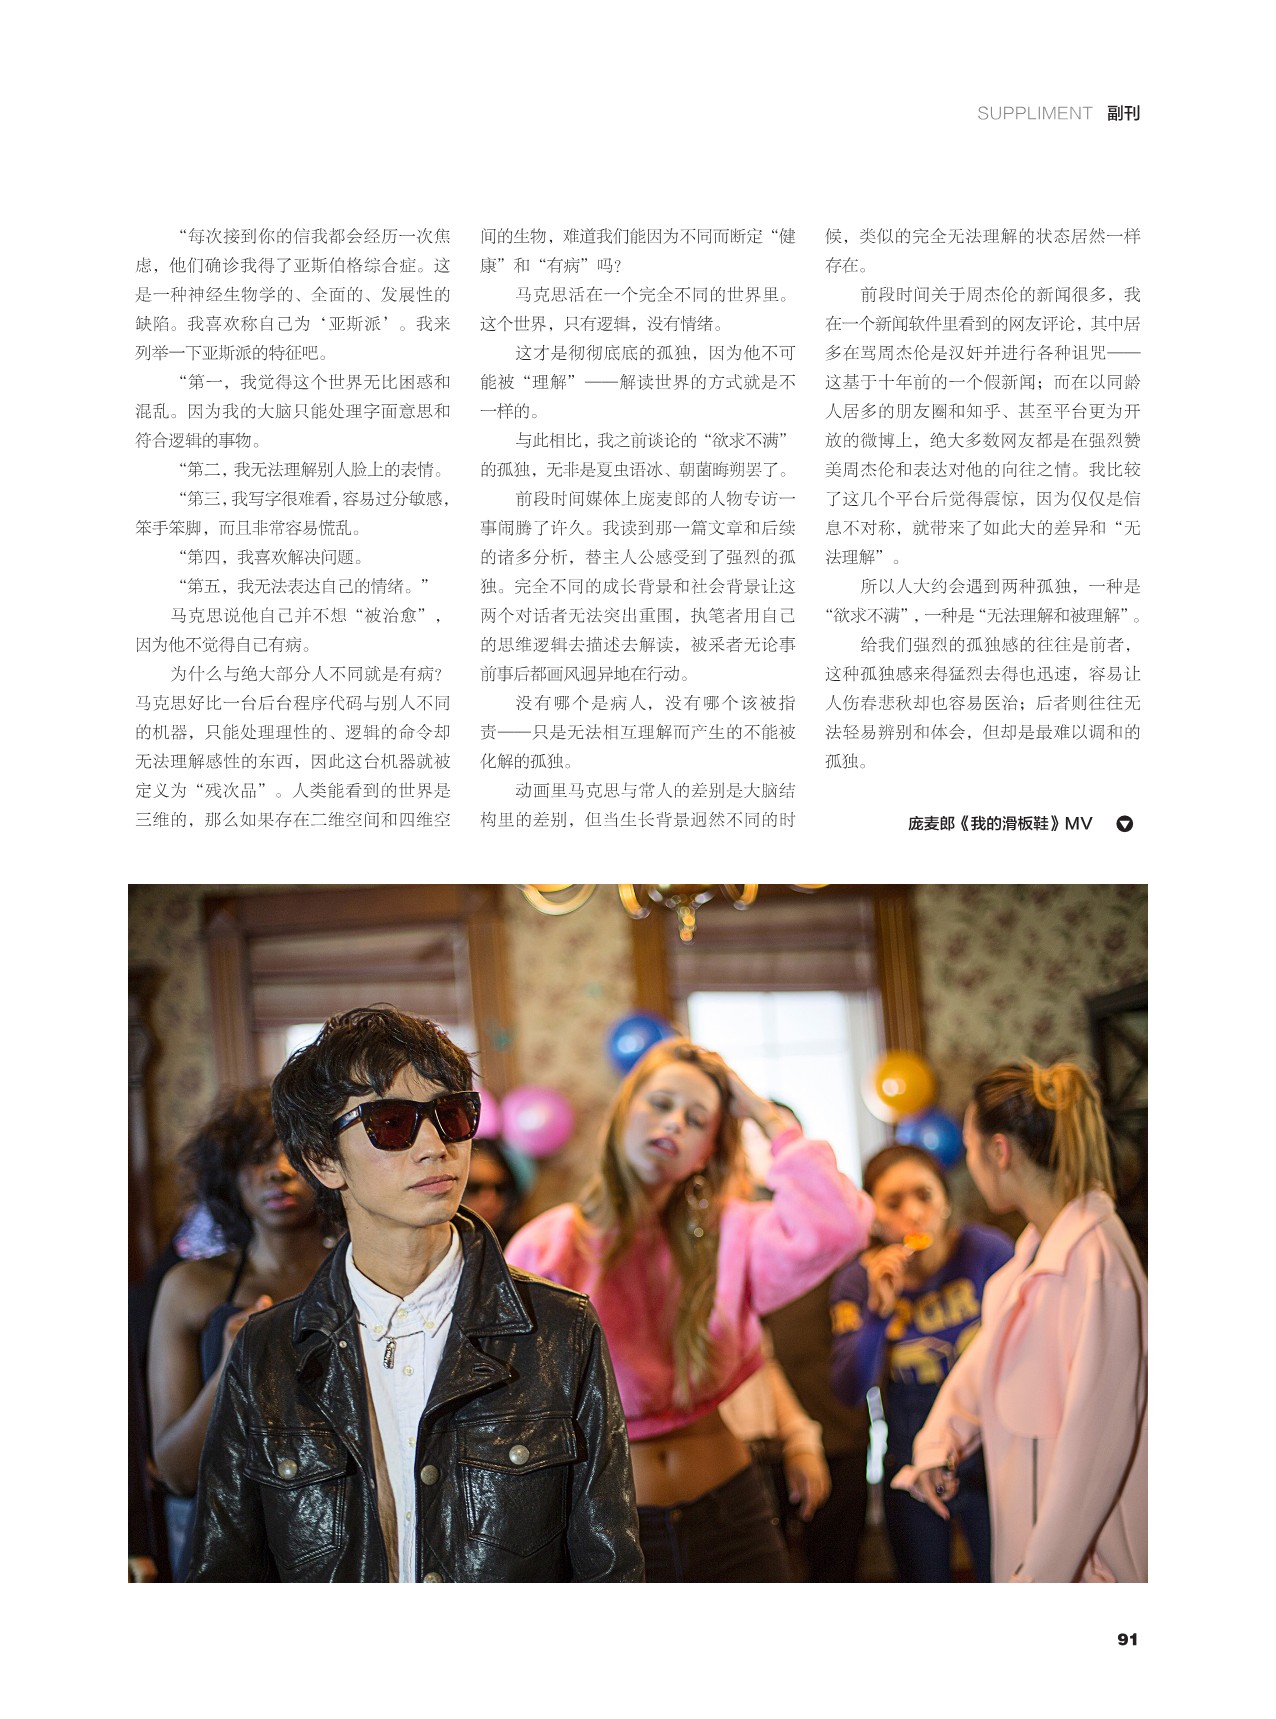 SUPPLIMENT 副刊
“每次接到你的信我都会经历一次焦
虑，他们确诊我得了亚斯伯格综合症。这
是一种神经生物学的、全面的、发展性的
缺陷。我喜欢称自己为‘亚斯派’。我来
列举一下亚斯派的特征吧。
“第一，我觉得这个世界无比困惑和
混乱。因为我的大脑只能处理字面意思和
符合逻辑的事物。
“第二，我无法理解别人脸上的表情。
“第三，我写字很难看，容易过分敏感，
笨手笨脚，而且非常容易慌乱。
“第四，我喜欢解决问题。
“第五，我无法表达自己的情绪。”
马克思说他自己并不想“被治愈”，
因为他不觉得自己有病。
为什么与绝大部分人不同就是有病？
马克思好比一台后台程序代码与别人不同
的机器，只能处理理性的、逻辑的命令却
无法理解感性的东西，因此这台机器就被
定义为“残次品”。人类能看到的世界是
三维的，那么如果存在二维空间和四维空
间的生物，难道我们能因为不同而断定“健
康”和“有病”吗？
马克思活在一个完全不同的世界里。
这个世界，只有逻辑，没有情绪。
这才是彻彻底底的孤独，因为他不可
能被“理解”——解读世界的方式就是不
一样的。
与此相比，我之前谈论的“欲求不满”
的孤独，无非是夏虫语冰、朝菌晦朔罢了。
前段时间媒体上庞麦郎的人物专访一
事闹腾了许久。我读到那一篇文章和后续
的诸多分析，替主人公感受到了强烈的孤
独。完全不同的成长背景和社会背景让这
两个对话者无法突出重围，执笔者用自己
的思维逻辑去描述去解读，被采者无论事
前事后都画风迥异地在行动。
没有哪个是病人，没有哪个该被指
责——只是无法相互理解而产生的不能被
化解的孤独。
动画里马克思与常人的差别是大脑结
构里的差别，但当生长背景迥然不同的时
候，类似的完全无法理解的状态居然一样
存在。
前段时间关于周杰伦的新闻很多，我
在一个新闻软件里看到的网友评论，其中居
多在骂周杰伦是汉奸并进行各种诅咒——
这基于十年前的一个假新闻；而在以同龄
人居多的朋友圈和知乎、甚至平台更为开
放的微博上，绝大多数网友都是在强烈赞
美周杰伦和表达对他的向往之情。我比较
了这几个平台后觉得震惊，因为仅仅是信
息不对称，就带来了如此大的差异和“无
法理解”。
所以人大约会遇到两种孤独，一种是
“欲求不满”，一种是“无法理解和被理解”。
给我们强烈的孤独感的往往是前者，
这种孤独感来得猛烈去得也迅速，容易让
人伤春悲秋却也容易医治；后者则往往无
法轻易辨别和体会，但却是最难以调和的
孤独。
庞麦郎《我的滑板鞋》MV
PGR
91